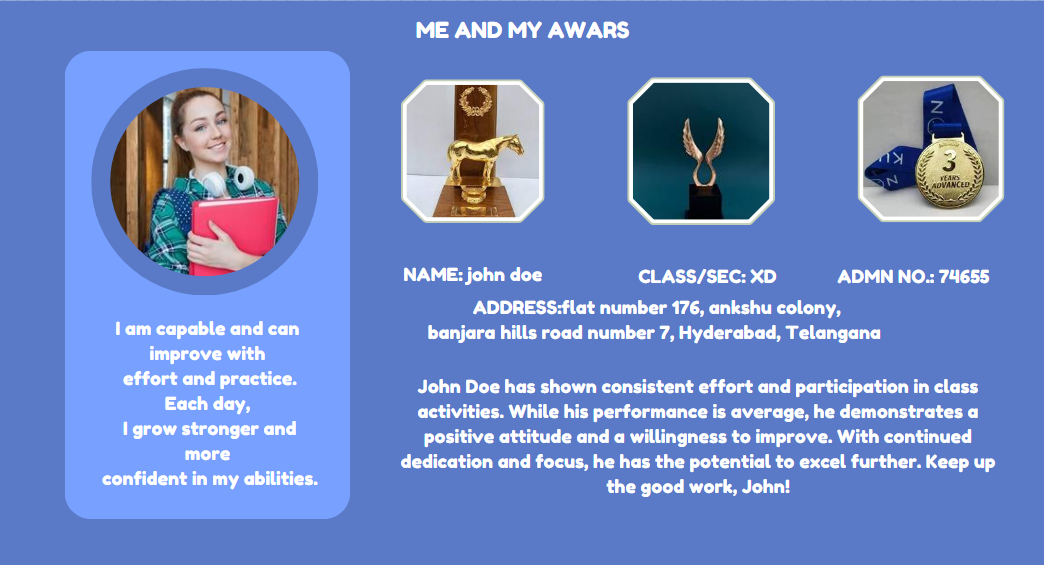 ME AND MY AWARS
I am capable and can
improve with
effort and practice.
Each day,
I grow stronger and
more
confident in my abilities.
3
YEARS
ADVANCED
NAME: john doe
CLASS/SEC: XD
ADMN NO.: 74655
ADDRESS:flat number 176, ankshu colony,
banjara hills road number 7, Hyderabad, Telangana
John Doe has shown consistent effort and participation in class
activities. While his performance is average, he demonstrates a
positive attitude and a willingness to improve. With continued
dedication and focus, he has the potential to excel further. Keep up
the good work, John!